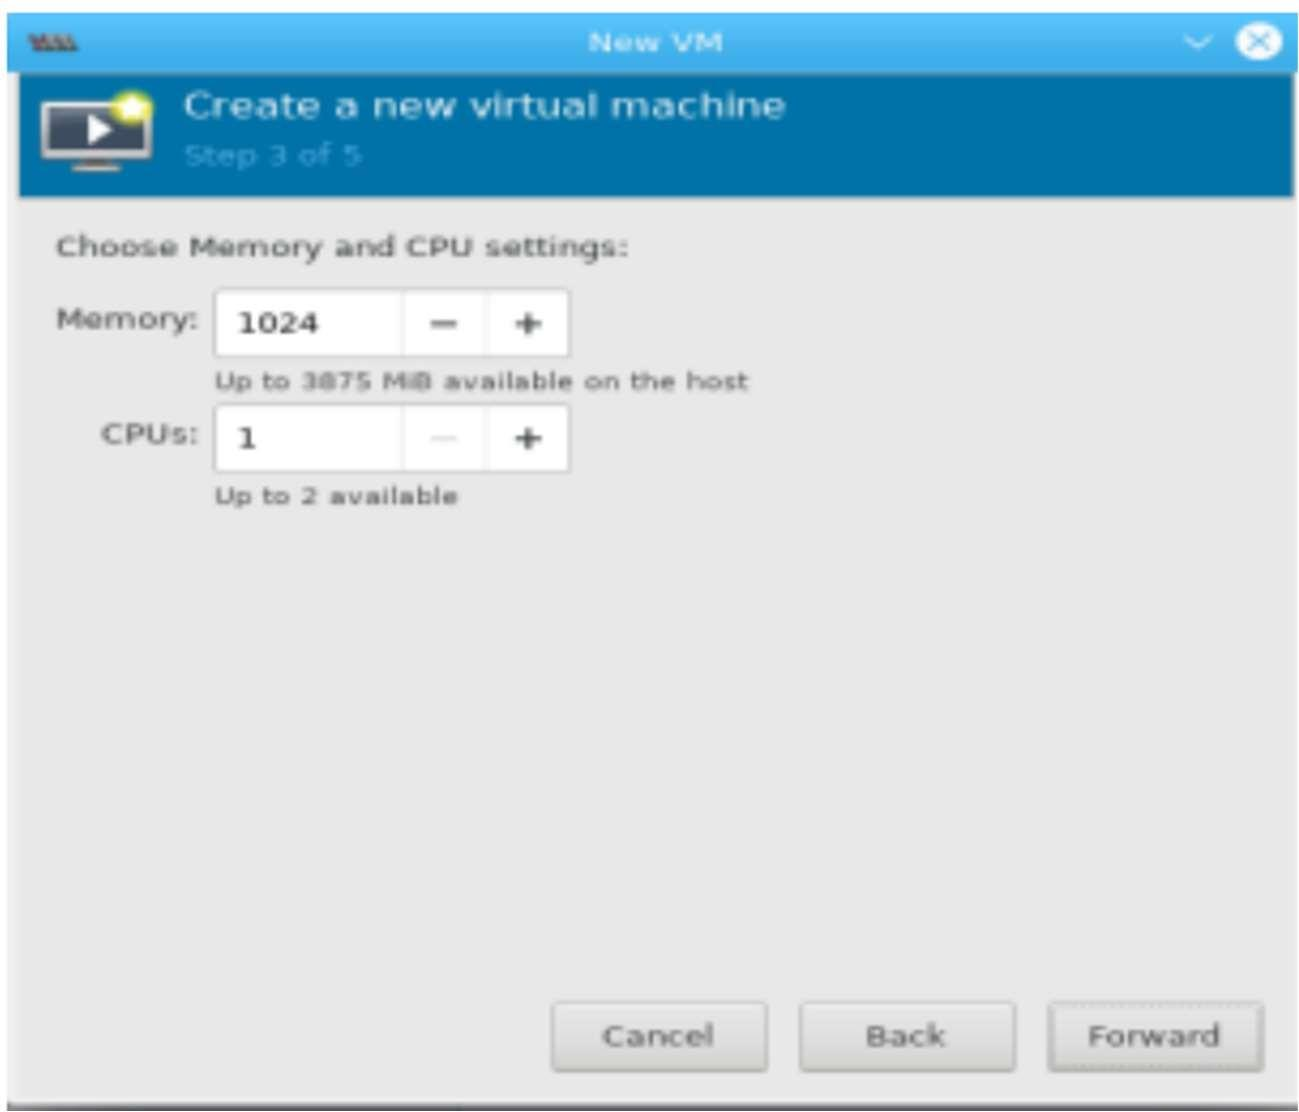 New VM
Create a new virtual machine
Step 3 of 5
Choose Memory and CPU settings:
Memory: 1024 − +
Up to 3875 MiB available on the host
CPUs: 1 − +
Up to 2 available
Cancel Back Forward